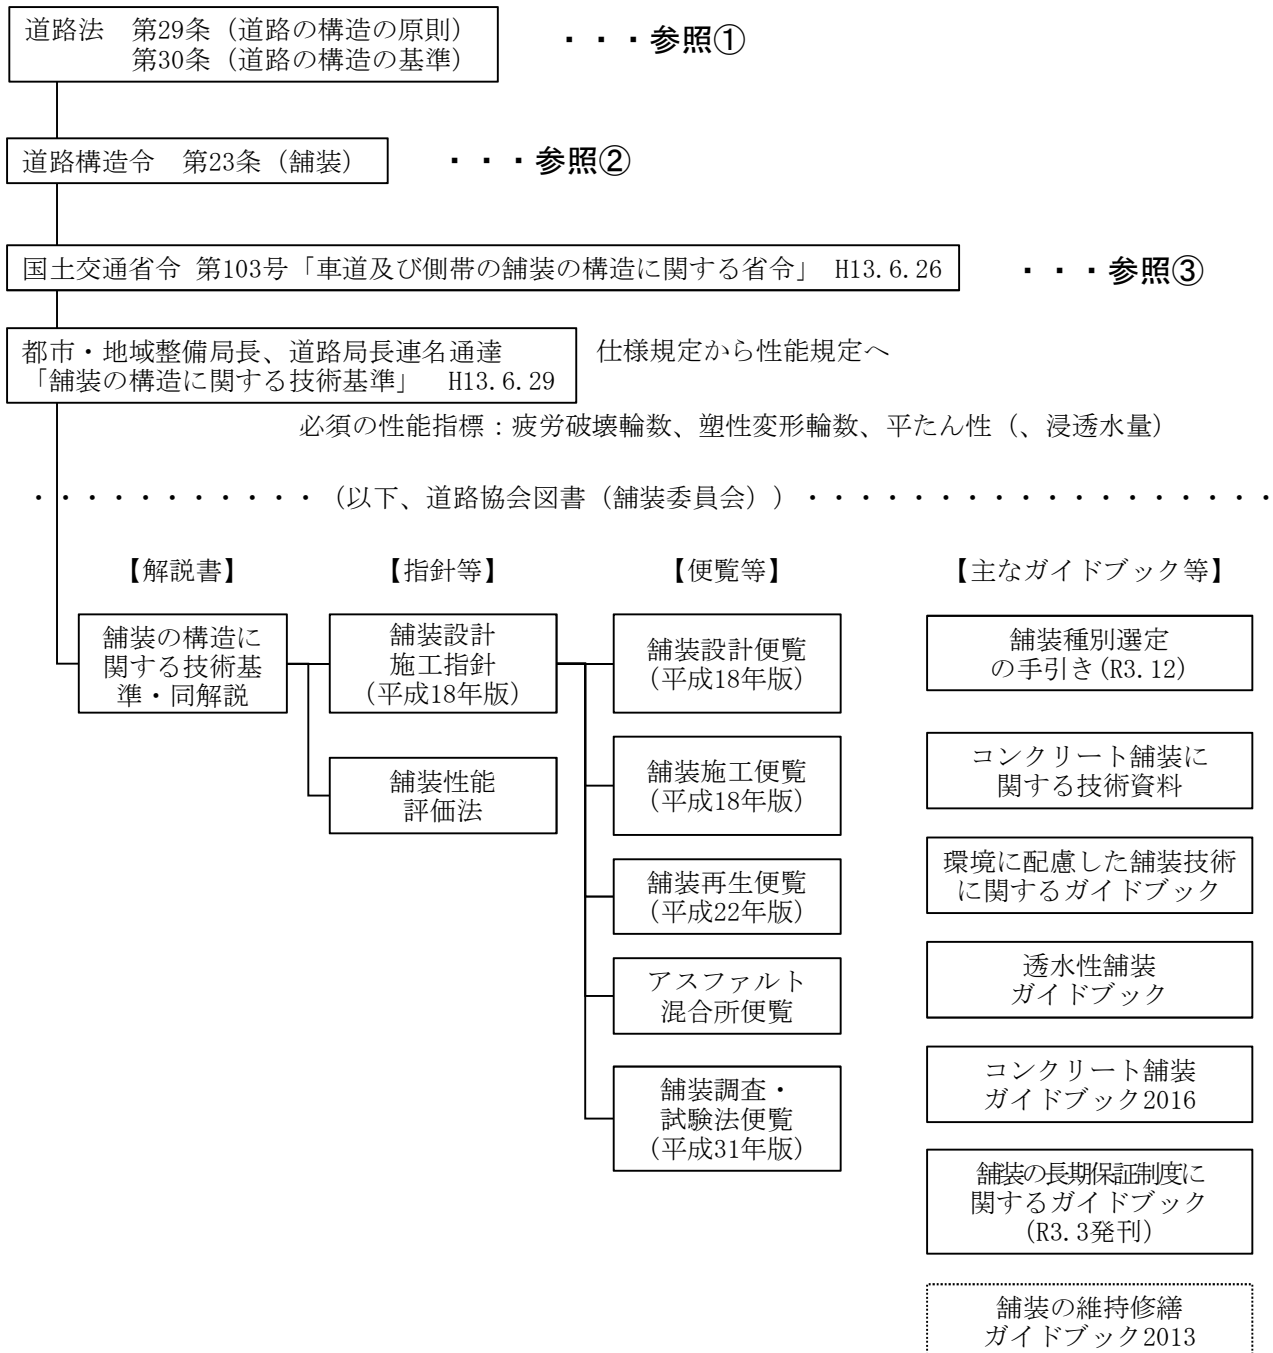 道路法　第29条（道路の構造の原則）
第30条（道路の構造の基準）
・・・参照①
道路構造令　第23条（舗装）
・・・参照②
国土交通省令 第103号「車道及び側帯の舗装の構造に関する省令」 H13.6.26
・・・参照③
都市・地域整備局長、道路局長連名通達
「舗装の構造に関する技術基準」　H13.6.29
仕様規定から性能規定へ
必須の性能指標：疲労破壊輪数、塑性変形輪数、平たん性（、浸透水量）
・・・・・・・・・・・・（以下、道路協会図書（舗装委員会））・・・・・・・・・・・・・・・・・・
【解説書】
【指針等】
【便覧等】
【主なガイドブック等】
舗装の構造に
関する技術基
準・同解説
舗装設計
施工指針
(平成18年版)
舗装性能
評価法
舗装設計便覧
(平成18年版)
舗装施工便覧
(平成18年版)
舗装再生便覧
(平成22年版)
アスファルト
混合所便覧
舗装調査・
試験法便覧
(平成31年版)
舗装種別選定
の手引き(R3.12)
コンクリート舗装に
関する技術資料
環境に配慮した舗装技術
に関するガイドブック
透水性舗装
ガイドブック
コンクリート舗装
ガイドブック2016
舗装の長期保証制度に
関するガイドブック
(R3.3発刊)
舗装の維持修繕
ガイドブック2013